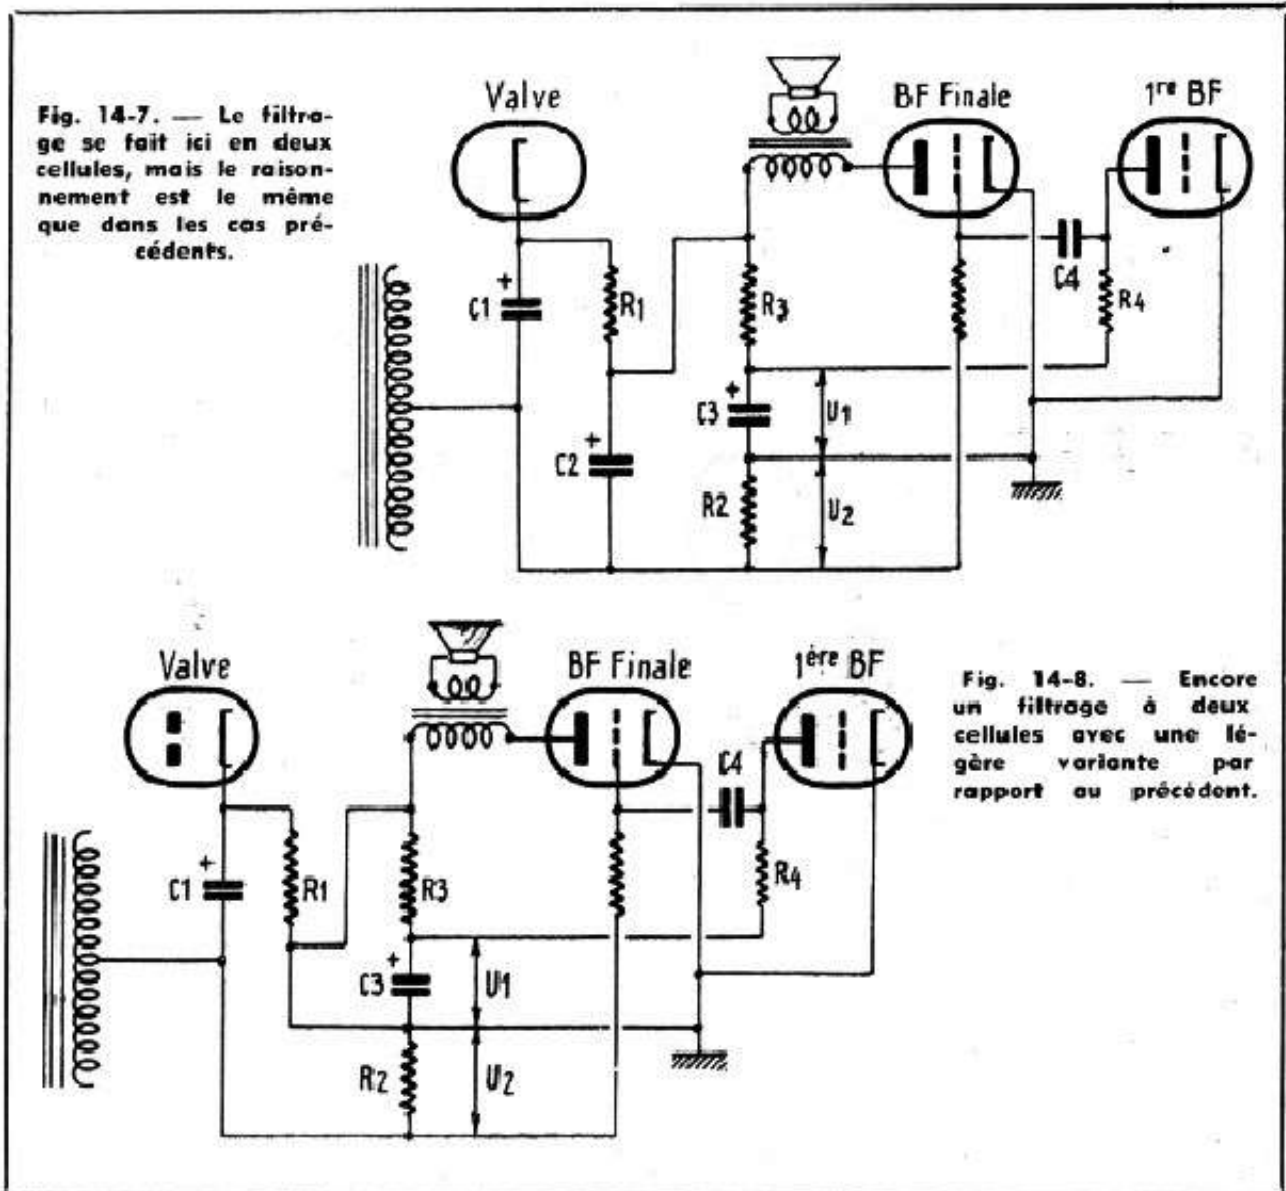 Fig. 14-7. — Le filtra-
ge se fait ici en deux
cellules, mais le raison-
nement est le même
que dans les cas pré-
cédents.
Valve
BF Finale
1re BF
C1
+
R1
R3
C4
R4
+
C3
U1
+
C2
R2
U2
Valve
BF Finale
1ère BF
Fig. 14-8. — Encore
un filtrage à deux
cellules avec une lé-
gère variante par
rapport au précédent.
C4
+
C1
R1
R3
R4
+
C3
U1
R2
U2